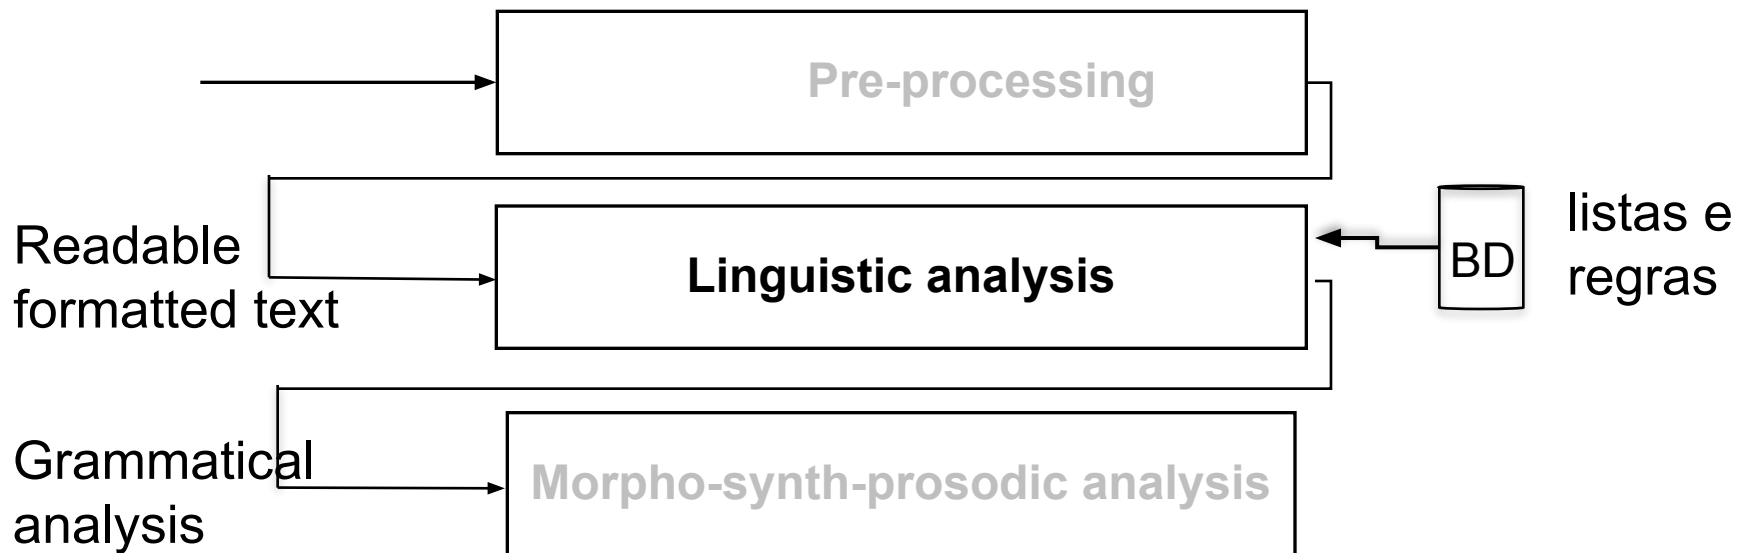 Pre-processing
Readable
formatted text
Linguistic analysis
BD
listas e
regras
Grammatical
analysis
Morpho-synth-prosodic analysis